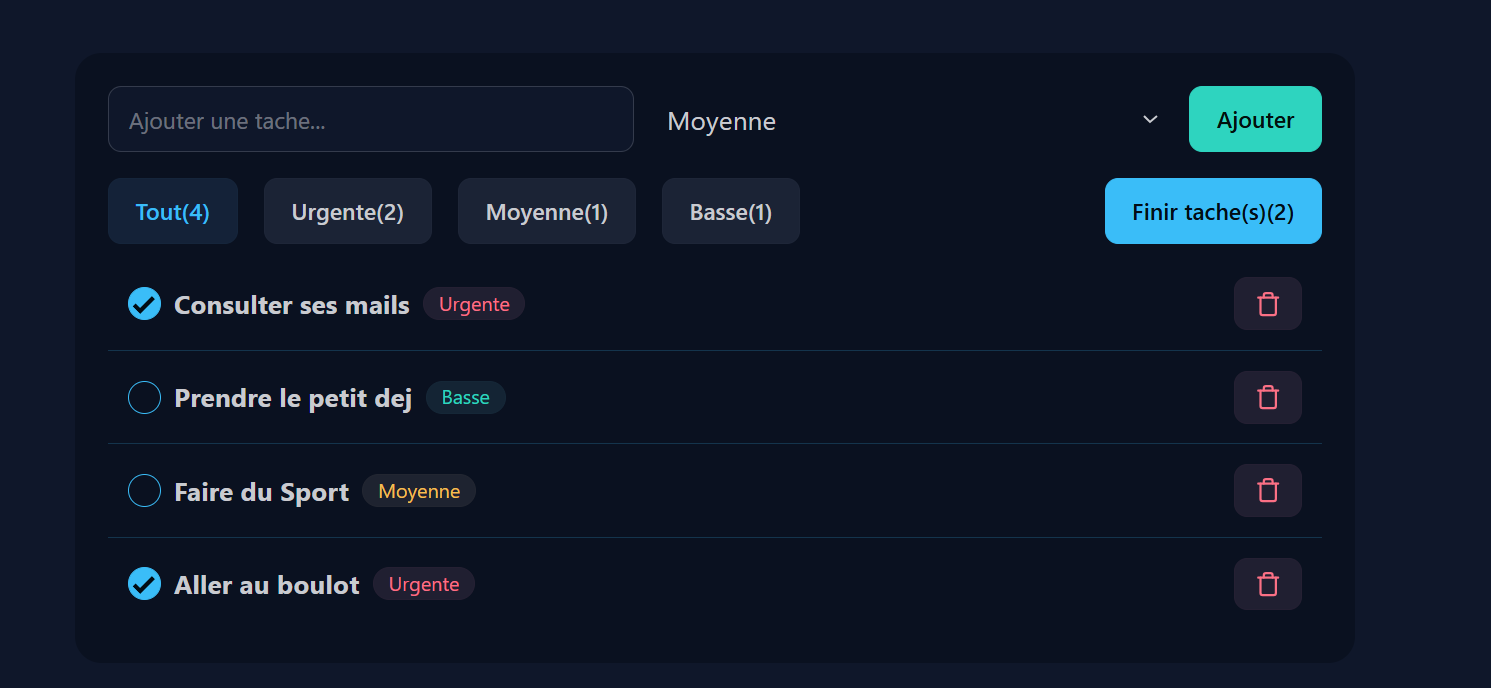 Ajouter une tache...
Moyenne
Ajouter
Tout(4)
Urgente(2)
Moyenne(1)
Basse(1)
Finir tache(s)(2)
Consulter ses mails Urgente
Prendre le petit dej Basse
Faire du Sport Moyenne
Aller au boulot Urgente